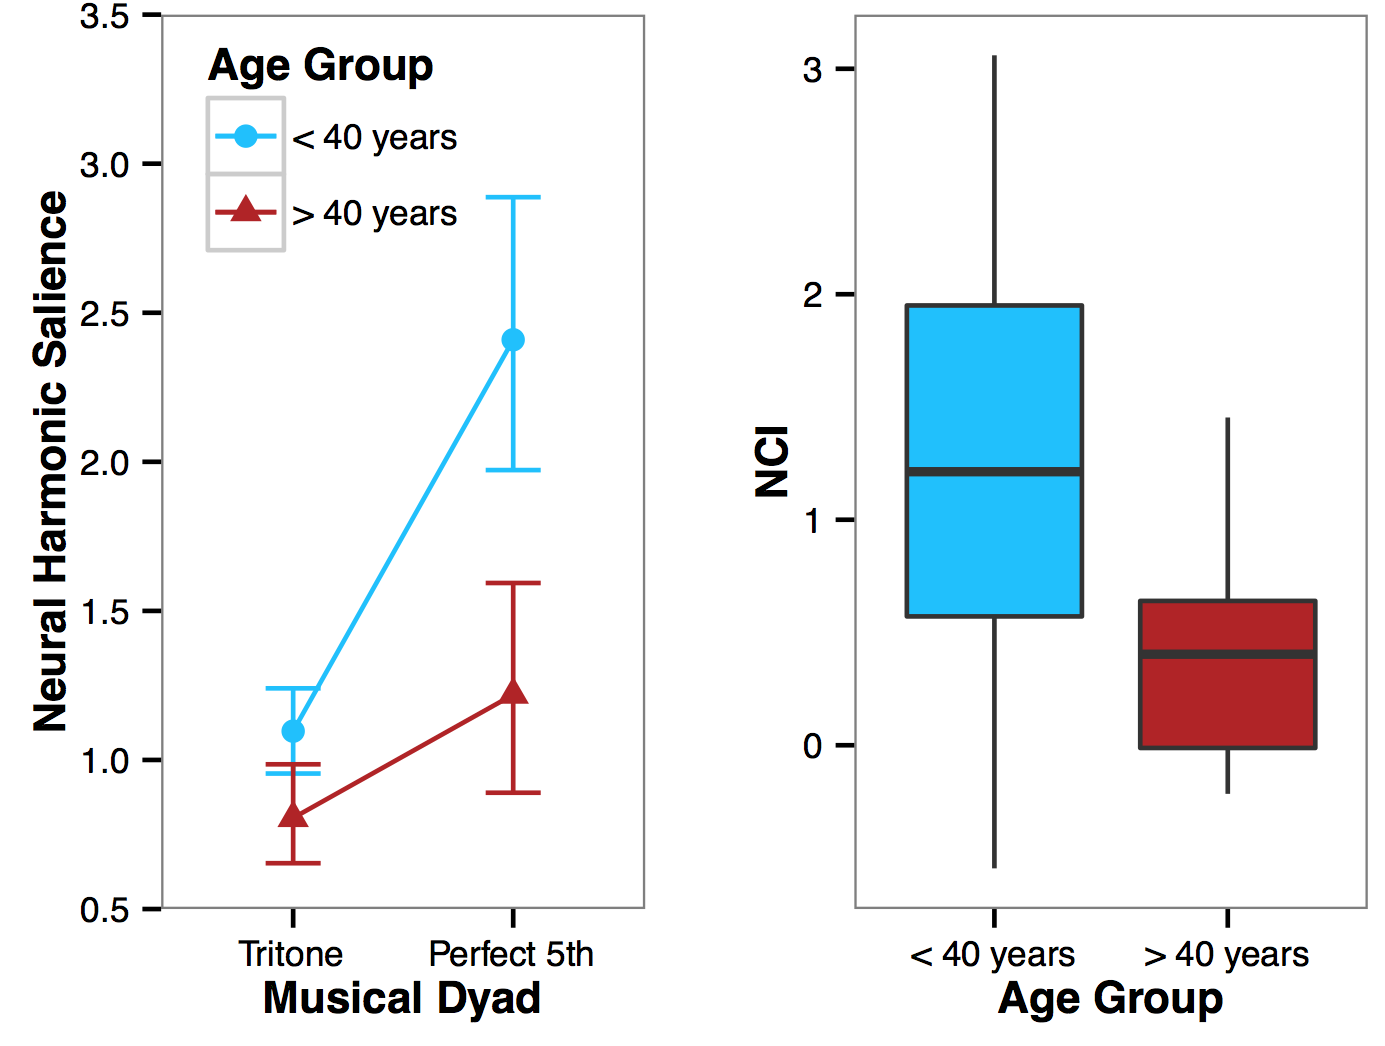 3.5
3.0
2.5
2.0
1.5
1.0
0.5
Neural Harmonic Salience
Age Group
< 40 years
> 40 years
Tritone
Perfect 5th
Musical Dyad
3
2
1
0
NCI
< 40 years
> 40 years
Age Group